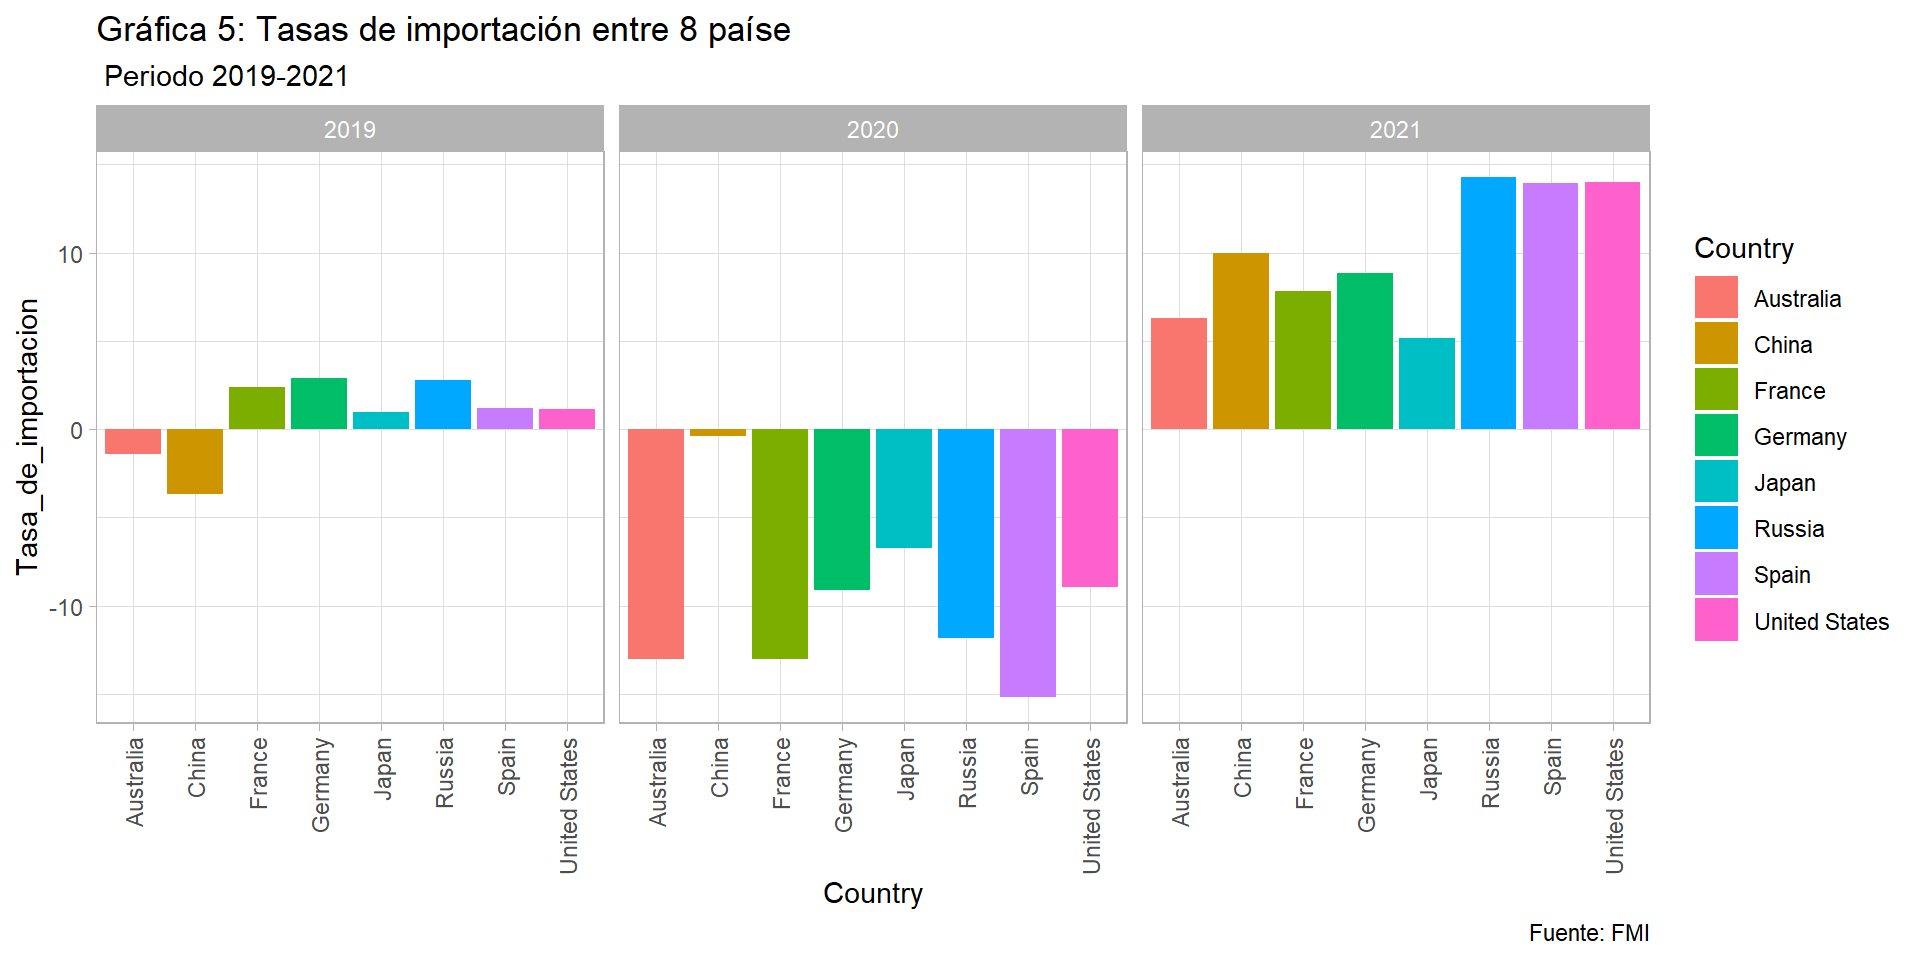 Gráfica 5: Tasas de importación entre 8 paíse
Periodo 2019-2021
2019
2020
2021
Tasa_de_importacion
10
0
-10
Australia
China
France
Germany
Japan
Russia
Spain
United States
Australia
China
France
Germany
Japan
Russia
Spain
United States
Australia
China
France
Germany
Japan
Russia
Spain
United States
Country
Country
Australia
China
France
Germany
Japan
Russia
Spain
United States
Fuente: FMI